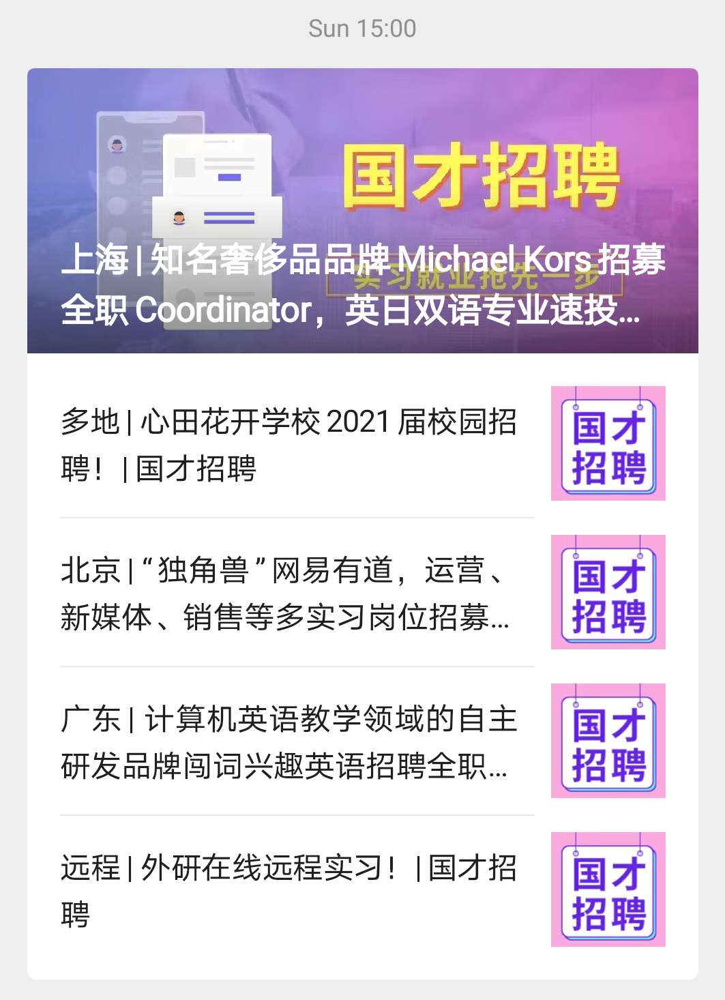 Sun 15:00
国才招聘
实习就业抢先一步
上海 | 知名奢侈品品牌 Michael Kors 招募
全职 Coordinator，英日双语专业速投...
多地 | 心田花开学校 2021 届校园招
聘！ | 国才招聘
国才
招聘
北京 | “独角兽”网易有道，运营、
新媒体、销售等多实习岗位招募...
国才
招聘
广东 | 计算机英语教学领域的自主
研发品牌闯词兴趣英语招聘全职...
国才
招聘
远程 | 外研在线远程实习！ | 国才招
聘
国才
招聘